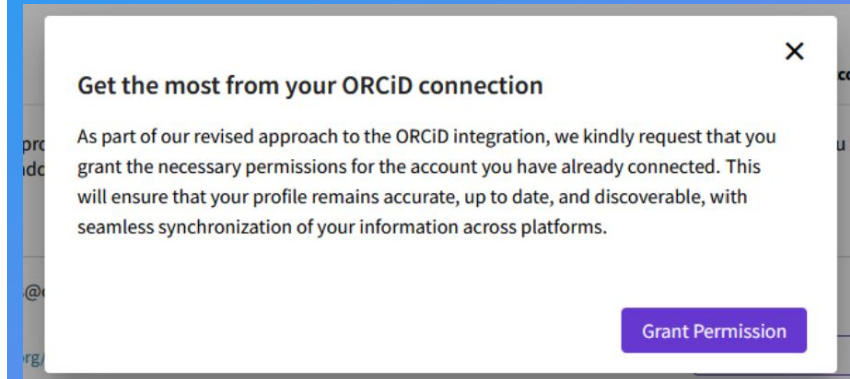 Get the most from your ORCiD connection
As part of our revised approach to the ORCiD integration, we kindly request that you
grant the necessary permissions for the account you have already connected. This
will ensure that your profile remains accurate, up to date, and discoverable, with
seamless synchronization of your information across platforms.
Grant Permission